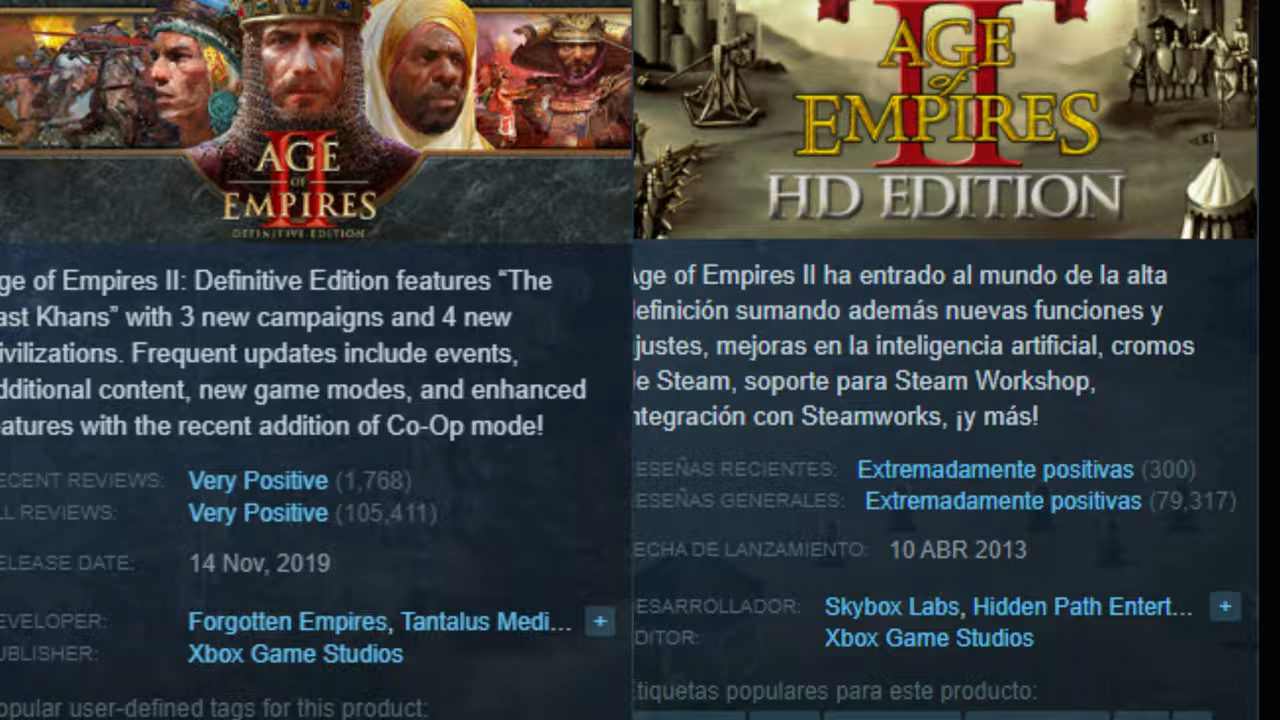 AGE
OF
II
EMPIRES
DEFINITIVE EDITION
ge of Empires II: Definitive Edition features “The
ast Khans” with 3 new campaigns and 4 new
ivilizations. Frequent updates include events,
dditional content, new game modes, and enhanced
eatures with the recent addition of Co-Op mode!
ECENT REVIEWS: Very Positive (1,768)
LL REVIEWS: Very Positive (105,411)
ELEASE DATE: 14 Nov, 2019
EVELOPER: Forgotten Empires, Tantalus Medi... +
UBLISHER: Xbox Game Studios
opular user-defined tags for this product:
II
AGE
of
EMPIRES
HD EDITION
Age of Empires II ha entrado al mundo de la alta
definición sumando además nuevas funciones y
justes, mejoras en la inteligencia artificial, cromos
de Steam, soporte para Steam Workshop,
ntegración con Steamworks, ¡y más!
ESEÑAS RECIENTES: Extremadamente positivas (300)
ESEÑAS GENERALES: Extremadamente positivas (79,317)
ECHA DE LANZAMIENTO: 10 ABR 2013
ESARROLLADOR: Skybox Labs, Hidden Path Entert... +
DITOR: Xbox Game Studios
tiquetas populares para este producto: